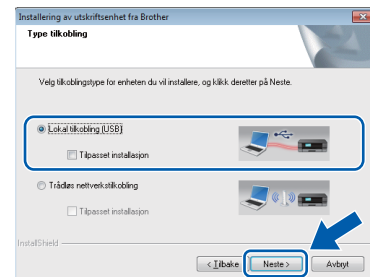 Installering av utskriftsenhet fra Brother
Type tilkobling
Velg tilkoblingstype for enheten du vil installere, og klikk deretter på Neste.
Lokal tilkobling (USB)
Tilpasset installasjon
Trådløs nettverkstilkobling
Tilpasset installasjon
InstallShield
< Tilbake Neste > Avbryt